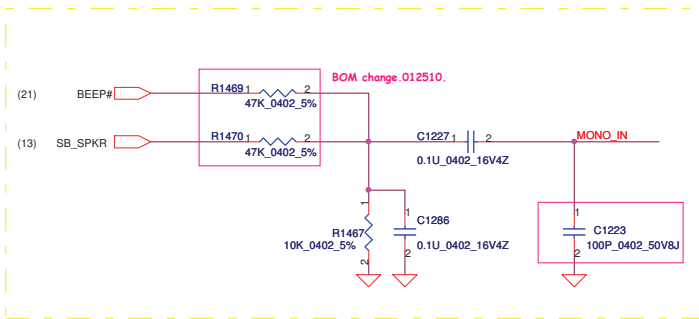 BOM change.012510.
(21) BEEP# R1469 1 2
47K_0402_5%
(13) SB_SPKR R1470 1 2 C1227 1 2 MONO_IN
47K_0402_5% 0.1U_0402_16V4Z
1 1 1
R1467 C1286 C1223
10K_0402_5% 0.1U_0402_16V4Z 100P_0402_50V8J
2 2 2